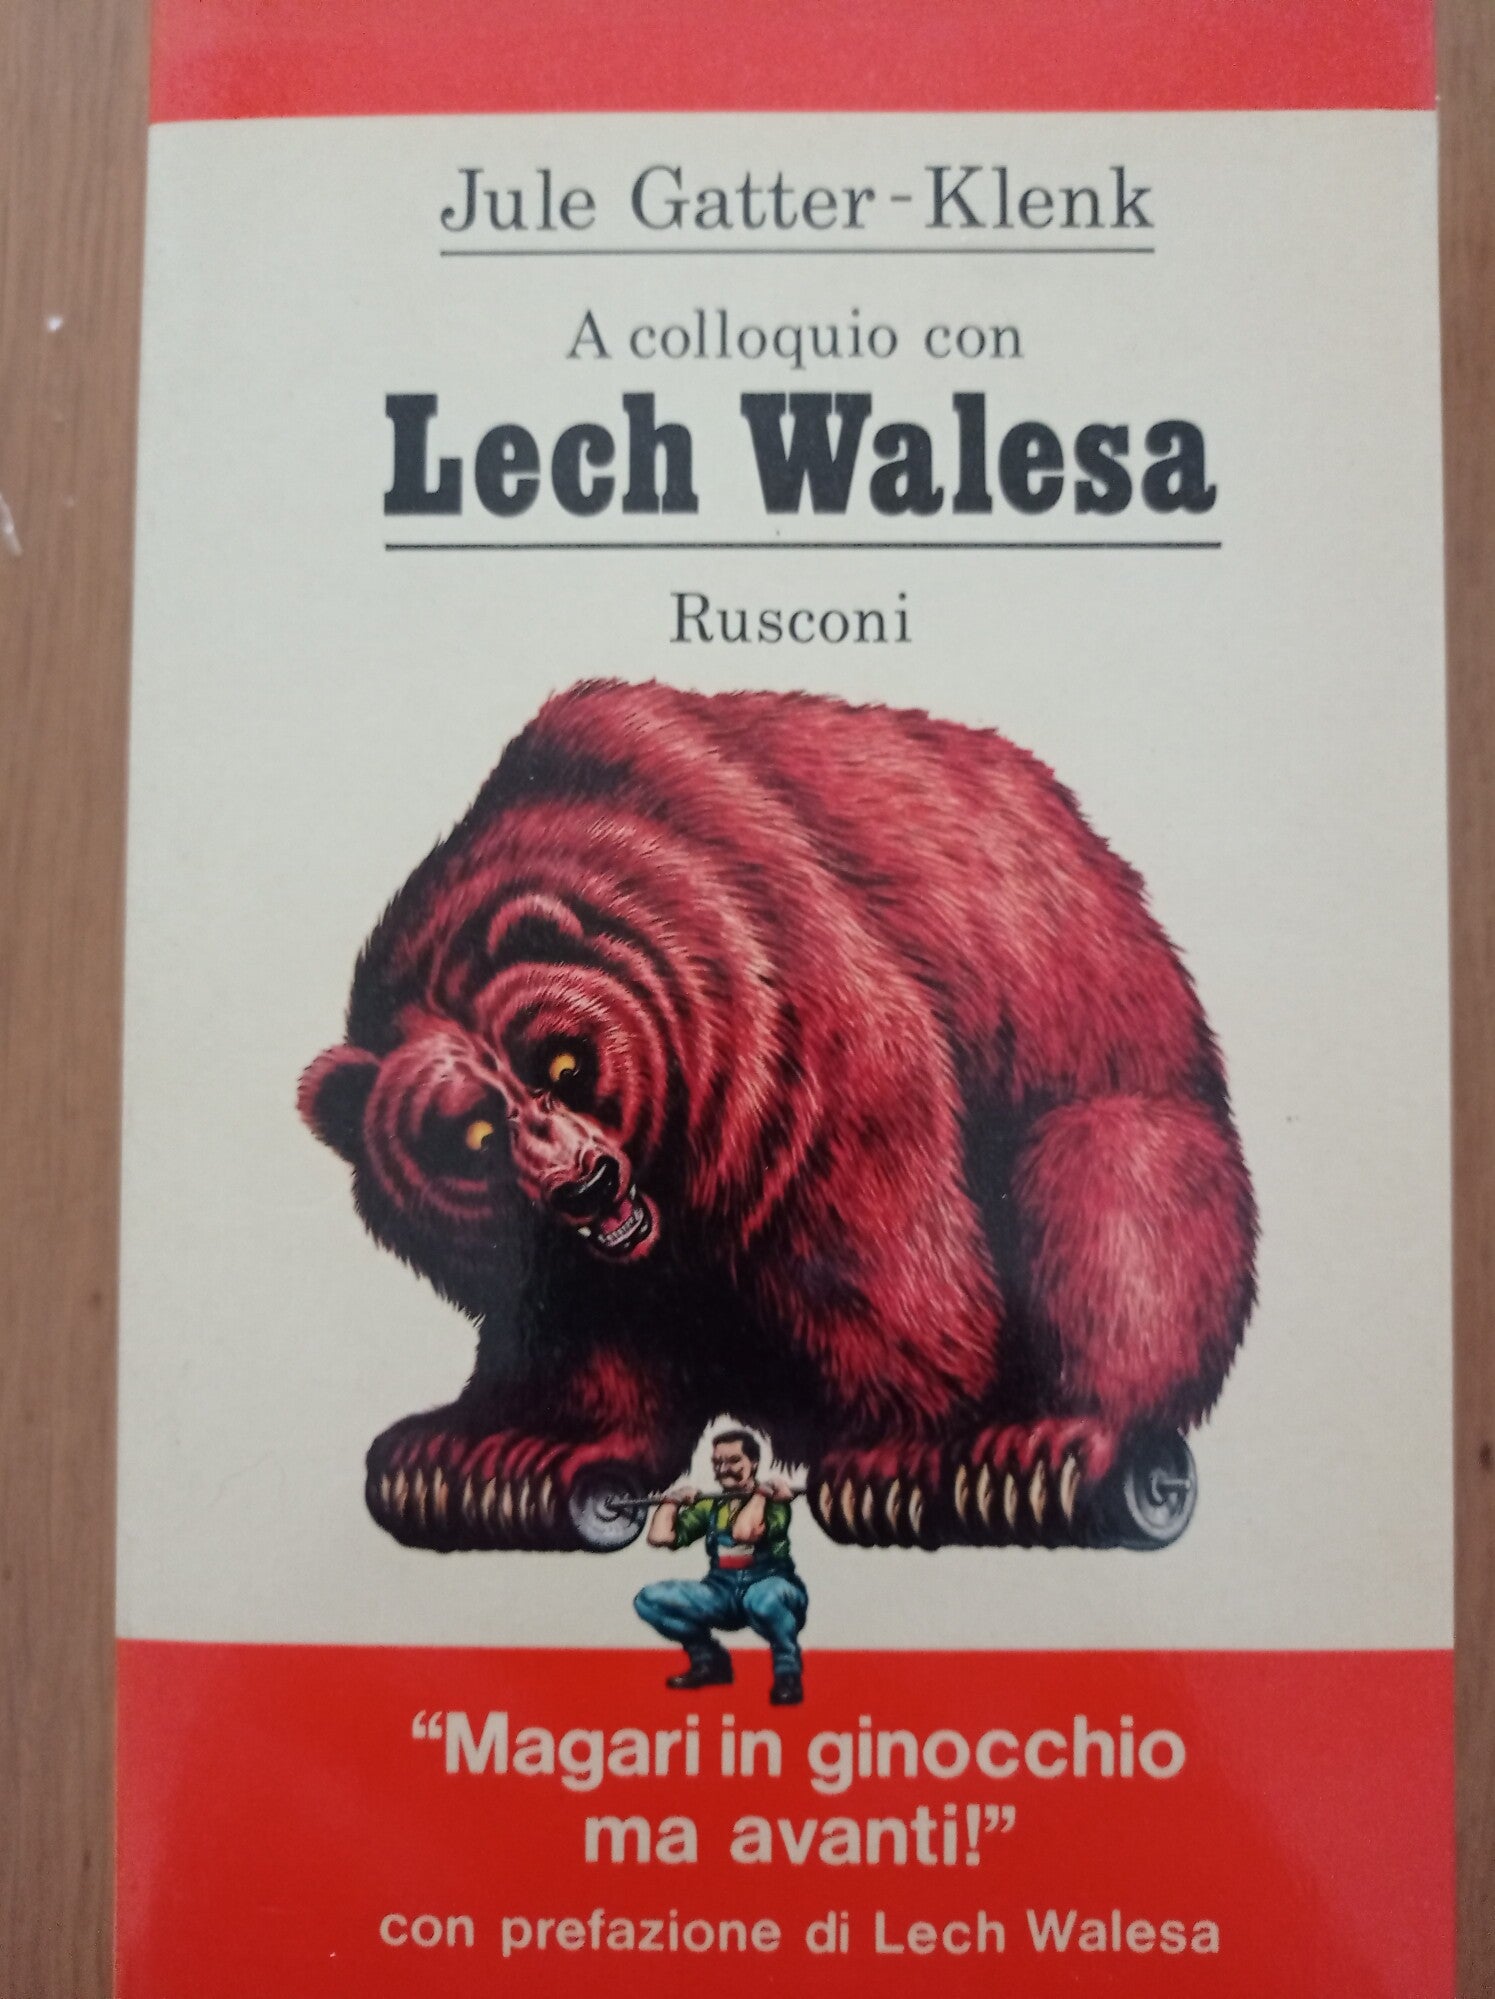 Jule Gatter-Klenk
A colloquio con
Lech Walesa
Rusconi
“Magari in ginocchio
ma avanti!”
con prefazione di Lech Walesa